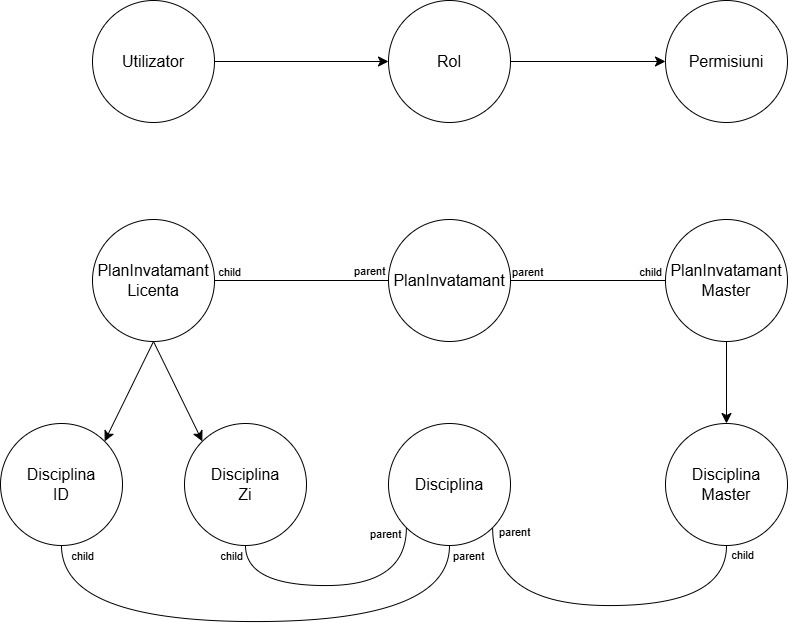 Utilizator
Rol
Permisiuni
PlanInvatamant
Licenta
child
parent
PlanInvatamant
parent
child
PlanInvatamant
Master
Disciplina
ID
Disciplina
Zi
Disciplina
Disciplina
Master
child
child
parent
parent
parent
child